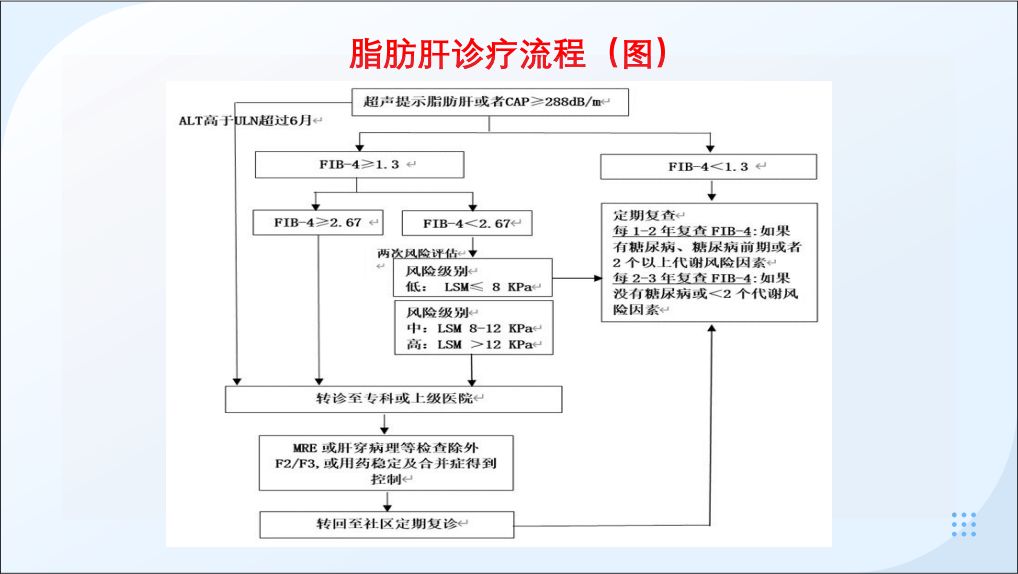 脂肪肝诊疗流程（图）
超声提示脂肪肝或者CAP≥288dB/m↵
ALT高于ULN超过6月↵
FIB-4≥1.3 ↵
FIB-4＜1.3 ↵
FIB-4≥2.67 ↵
FIB-4＜2.67↵
定期复查↵
每1-2年复查FIB-4:如果
有糖尿病、糖尿病前期或者
2个以上代谢风险因素↵
每2-3年复查FIB-4:如果
没有糖尿病或＜2个代谢风
险因素↵
两次风险评估↵
↵
风险级别↵
低： LSM≤ 8 KPa↵
风险级别↵
中：LSM 8-12 KPa↵
高：LSM ＞12 KPa↵
转诊至专科或上级医院↵
MRE或肝穿病理等检查除外
F2/F3,或用药稳定及合并症得到
控制↵
转回至社区定期复诊↵